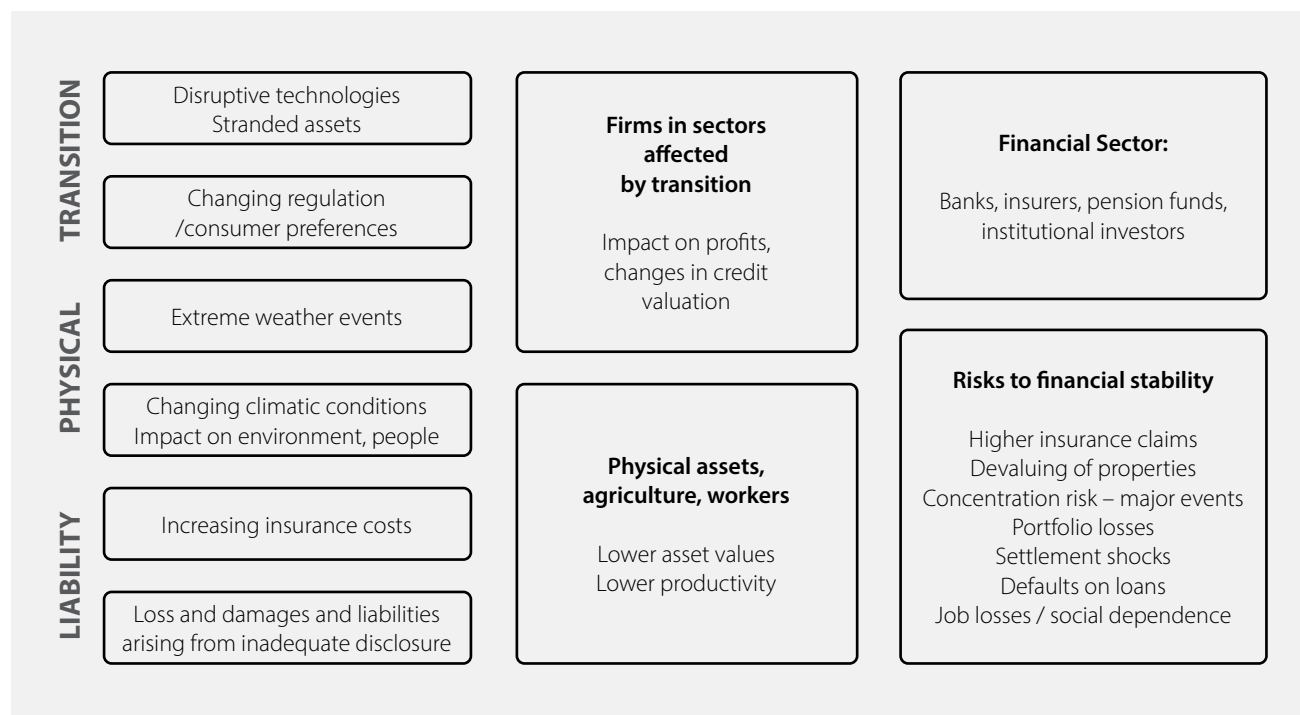 TRANSITION
Disruptive technologies
Stranded assets
Changing regulation
/consumer preferences
PHYSICAL
Extreme weather events
Changing climatic conditions
Impact on environment, people
LIABILITY
Increasing insurance costs
Loss and damages and liabilities
arising from inadequate disclosure
Firms in sectors
affected
by transition
Impact on profits,
changes in credit
valuation
Physical assets,
agriculture, workers
Lower asset values
Lower productivity
Financial Sector:
Banks, insurers, pension funds,
institutional investors
Risks to financial stability
Higher insurance claims
Devaluing of properties
Concentration risk – major events
Portfolio losses
Settlement shocks
Defaults on loans
Job losses / social dependence